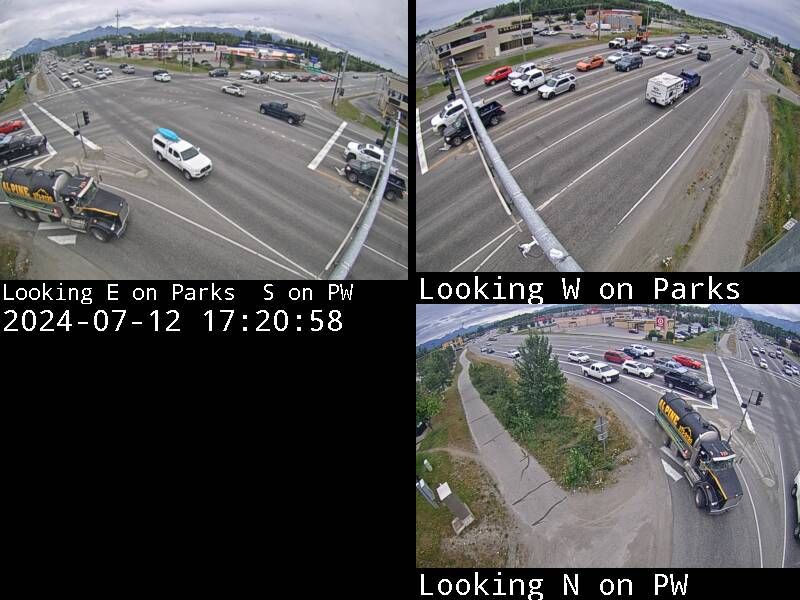 Looking E on Parks  S on PW
2024-07-12 17:20:58
Looking W on Parks
Looking N on PW
ALPINE
ALPINE